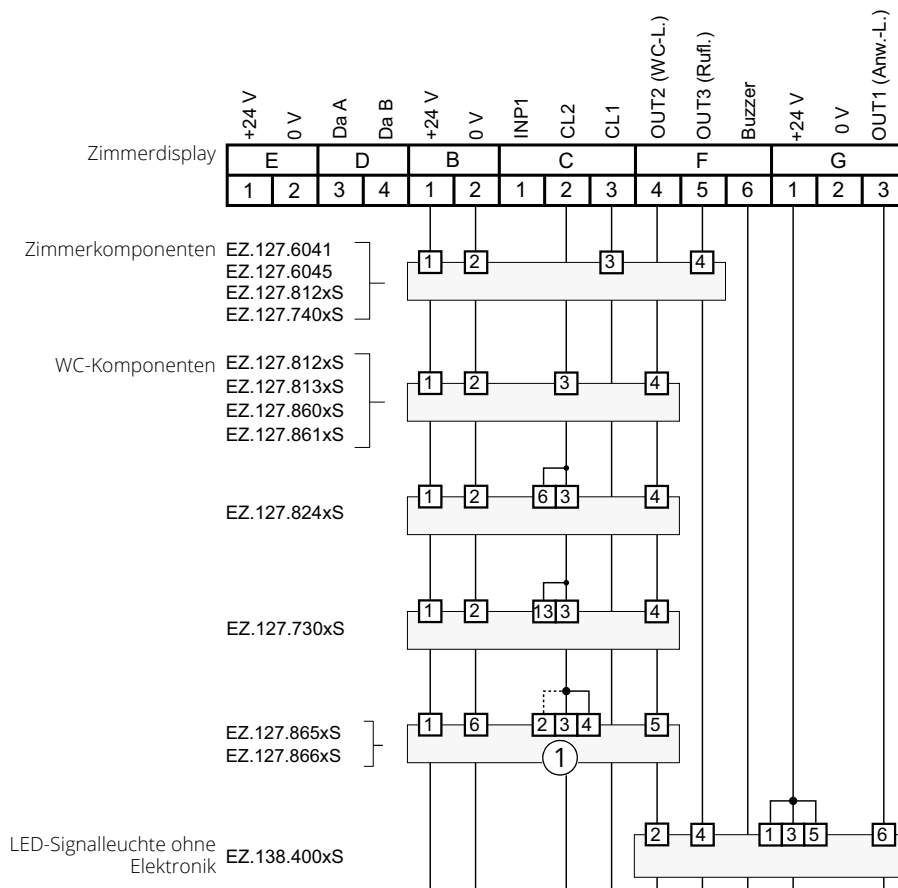 +24 V
0 V
Da A
Da B
+24 V
0 V
INP1
CL2
CL1
OUT2 (WC-L.)
OUT3 (Rufl.)
Buzzer
+24 V
0 V
OUT1 (Anw.-L.)
Zimmerdisplay E D B C F G
1 2 3 4 1 2 1 2 3 4 5 6 1 2 3
Zimmerkomponenten EZ.127.6041
EZ.127.6045
EZ.127.812xS
EZ.127.740xS
1 2 3 4
WC-Komponenten EZ.127.812xS
EZ.127.813xS
EZ.127.860xS
EZ.127.861xS
1 2 3 4
EZ.127.824xS
1 2 6 3 4
EZ.127.730xS
1 2 13 3 4
EZ.127.865xS
EZ.127.866xS
1 6 2 3 4 5
1
LED-Signalleuchte ohne
Elektronik
EZ.138.400xS
2 4 1 3 5 6